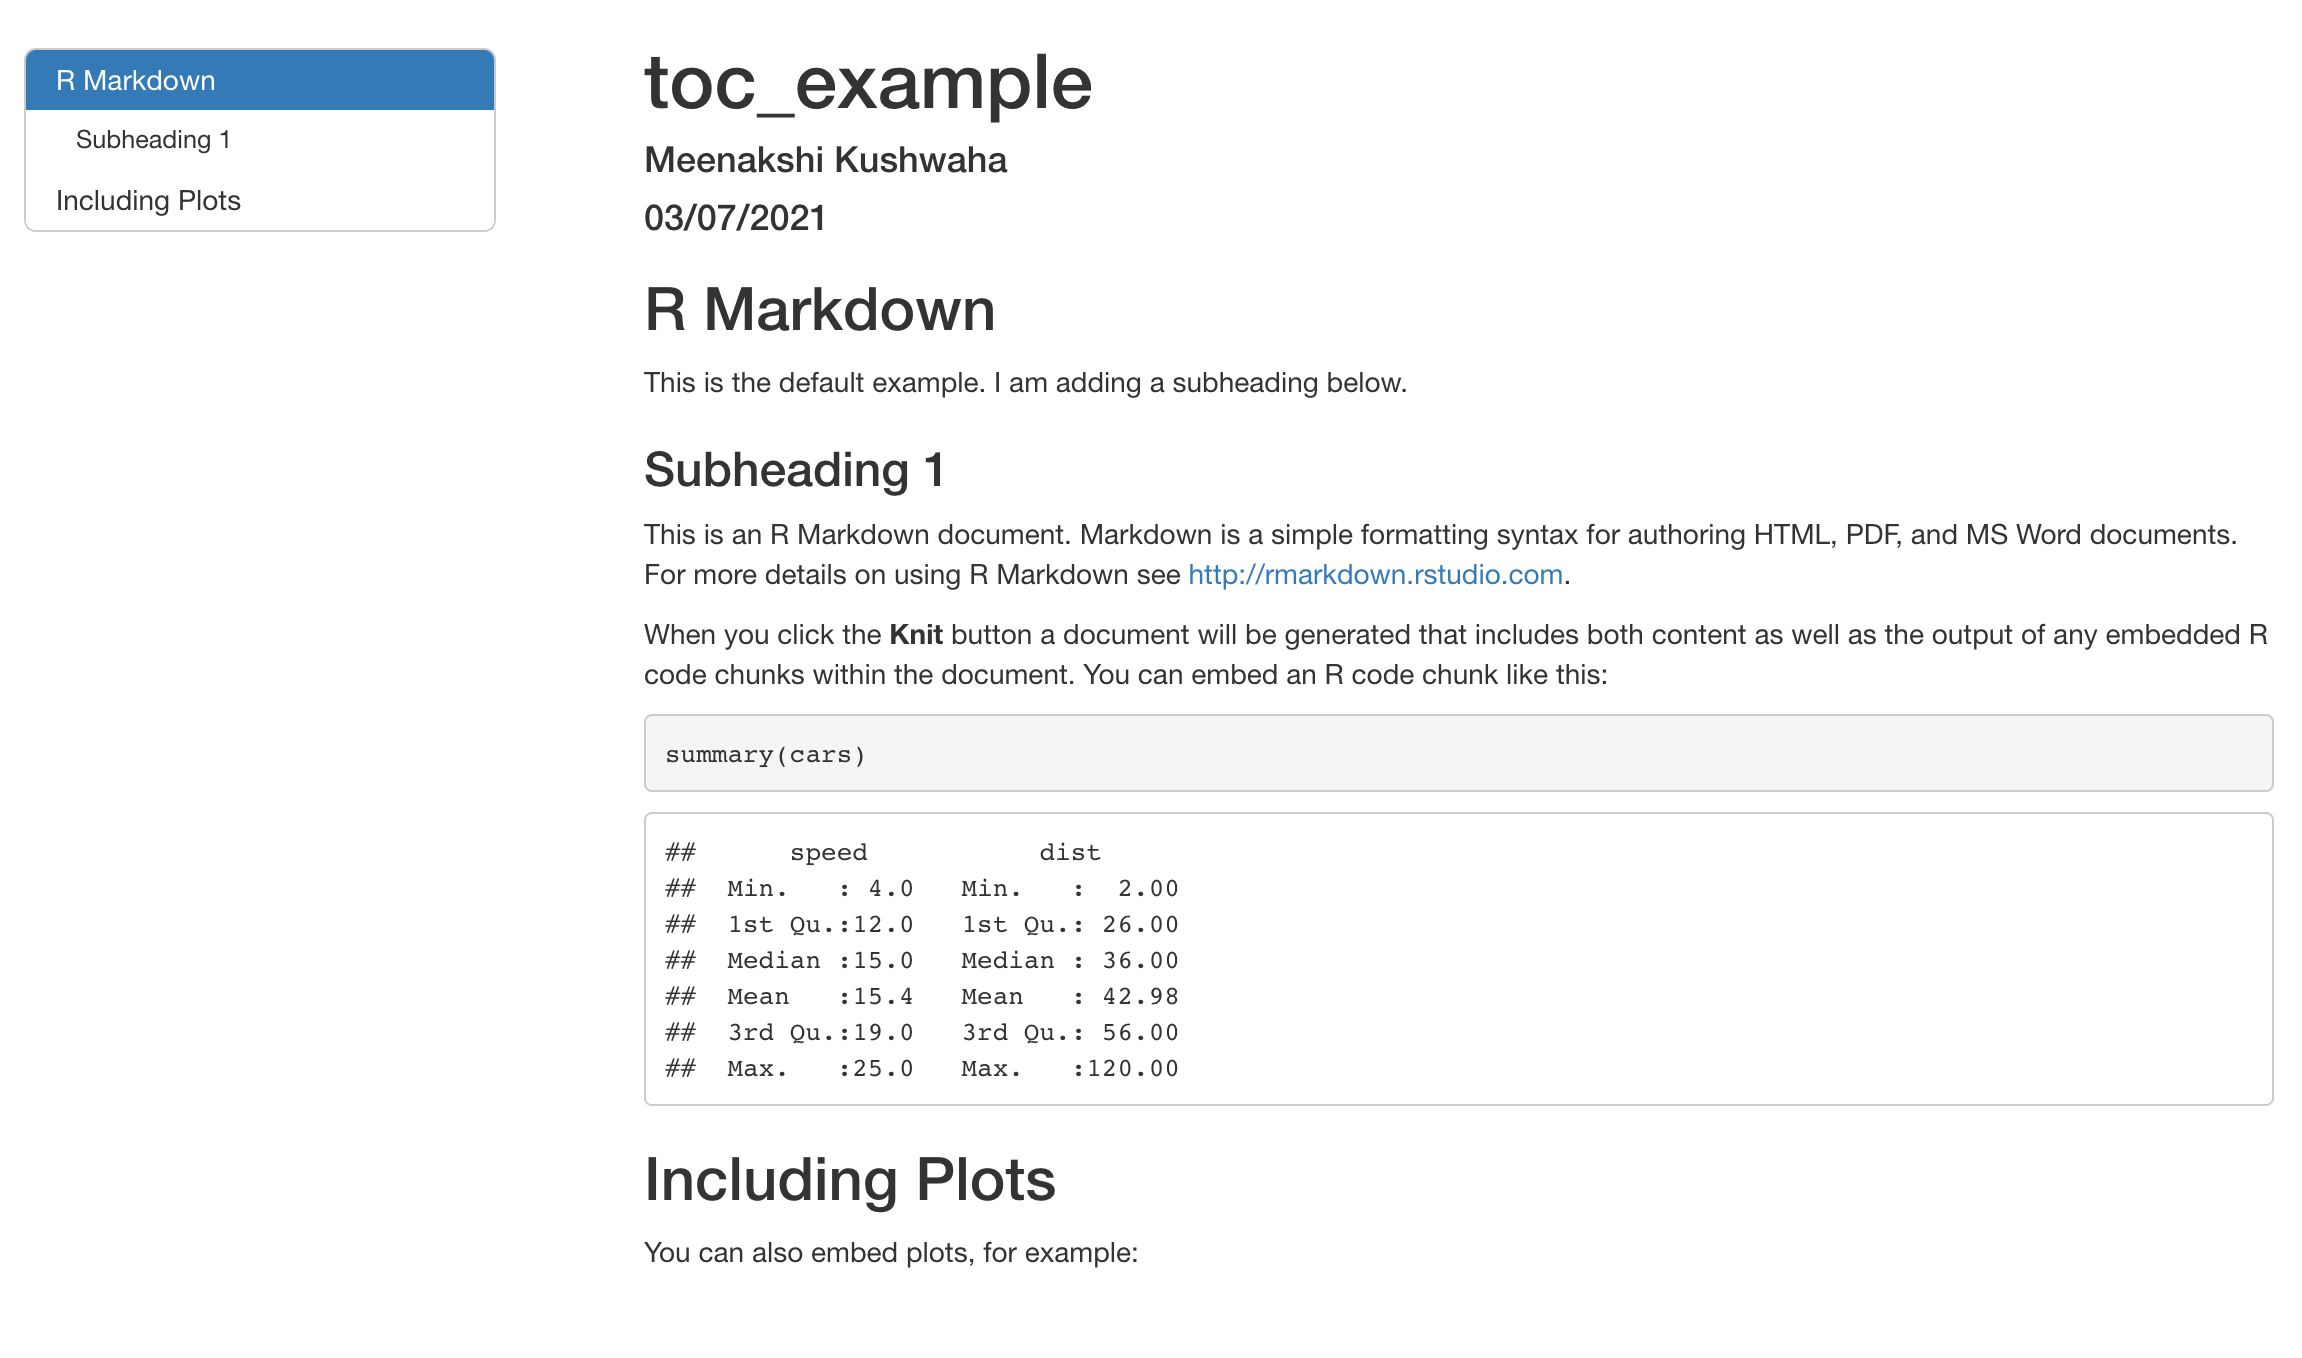 R Markdown
Subheading 1
Including Plots
toc_example
Meenakshi Kushwaha
03/07/2021
R Markdown
This is the default example. I am adding a subheading below.
Subheading 1
This is an R Markdown document. Markdown is a simple formatting syntax for authoring HTML, PDF, and MS Word documents.
For more details on using R Markdown see http://rmarkdown.rstudio.com.
When you click the Knit button a document will be generated that includes both content as well as the output of any embedded R
code chunks within the document. You can embed an R code chunk like this:
summary(cars)
##      speed           dist
##  Min.   : 4.0   Min.   :  2.00
##  1st Qu.:12.0   1st Qu.: 26.00
##  Median :15.0   Median : 36.00
##  Mean   :15.4   Mean   : 42.98
##  3rd Qu.:19.0   3rd Qu.: 56.00
##  Max.   :25.0   Max.   :120.00
Including Plots
You can also embed plots, for example: